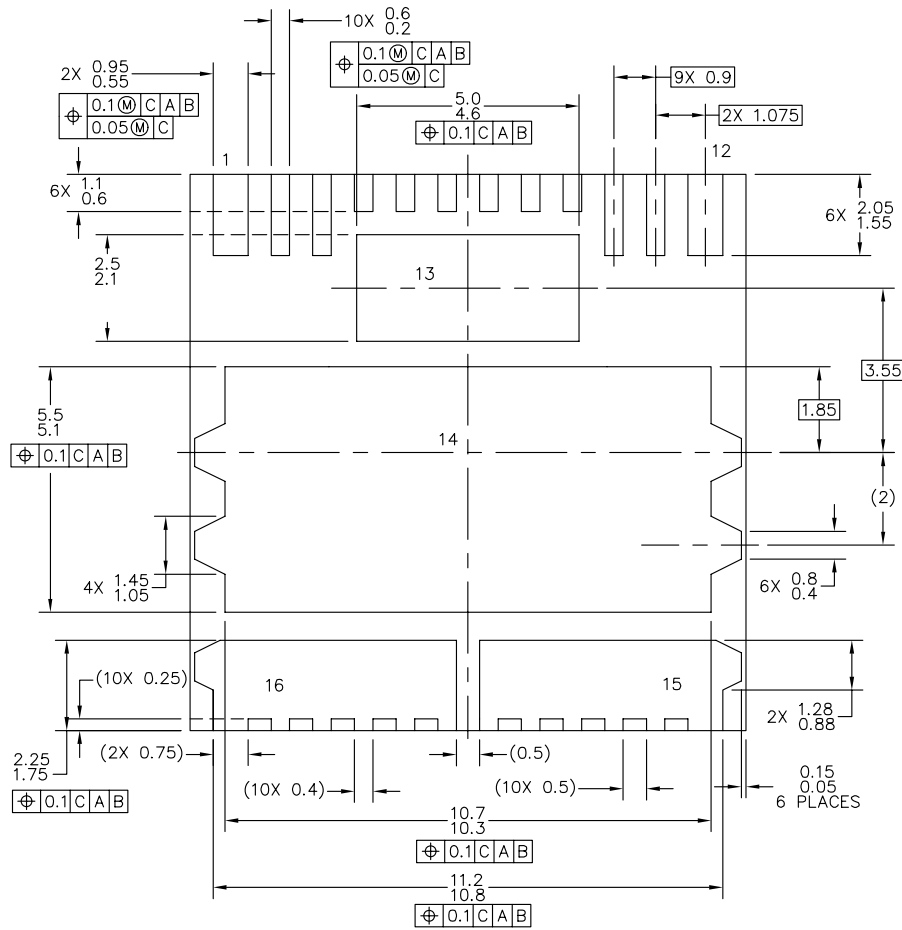 10X 0.6
0.2
2X 0.95
0.55
⌖ 0.1Ⓜ C A B
0.05Ⓜ C
⌖ 0.1Ⓜ C A B
0.05Ⓜ C
5.0
4.6
⌖ 0.1 C A B
9X 0.9
2X 1.075
1
12
6X 1.1
0.6
6X 2.05
1.55
2.5
2.1
13
3.55
1.85
5.5
5.1
⌖ 0.1 C A B
14
(2)
4X 1.45
1.05
6X 0.8
0.4
(10X 0.25)
16
15
2X 1.28
0.88
2.25
1.75
⌖ 0.1 C A B
(2X 0.75)
(0.5)
(10X 0.4)
(10X 0.5)
0.15
0.05
6 PLACES
10.7
10.3
⌖ 0.1 C A B
11.2
10.8
⌖ 0.1 C A B